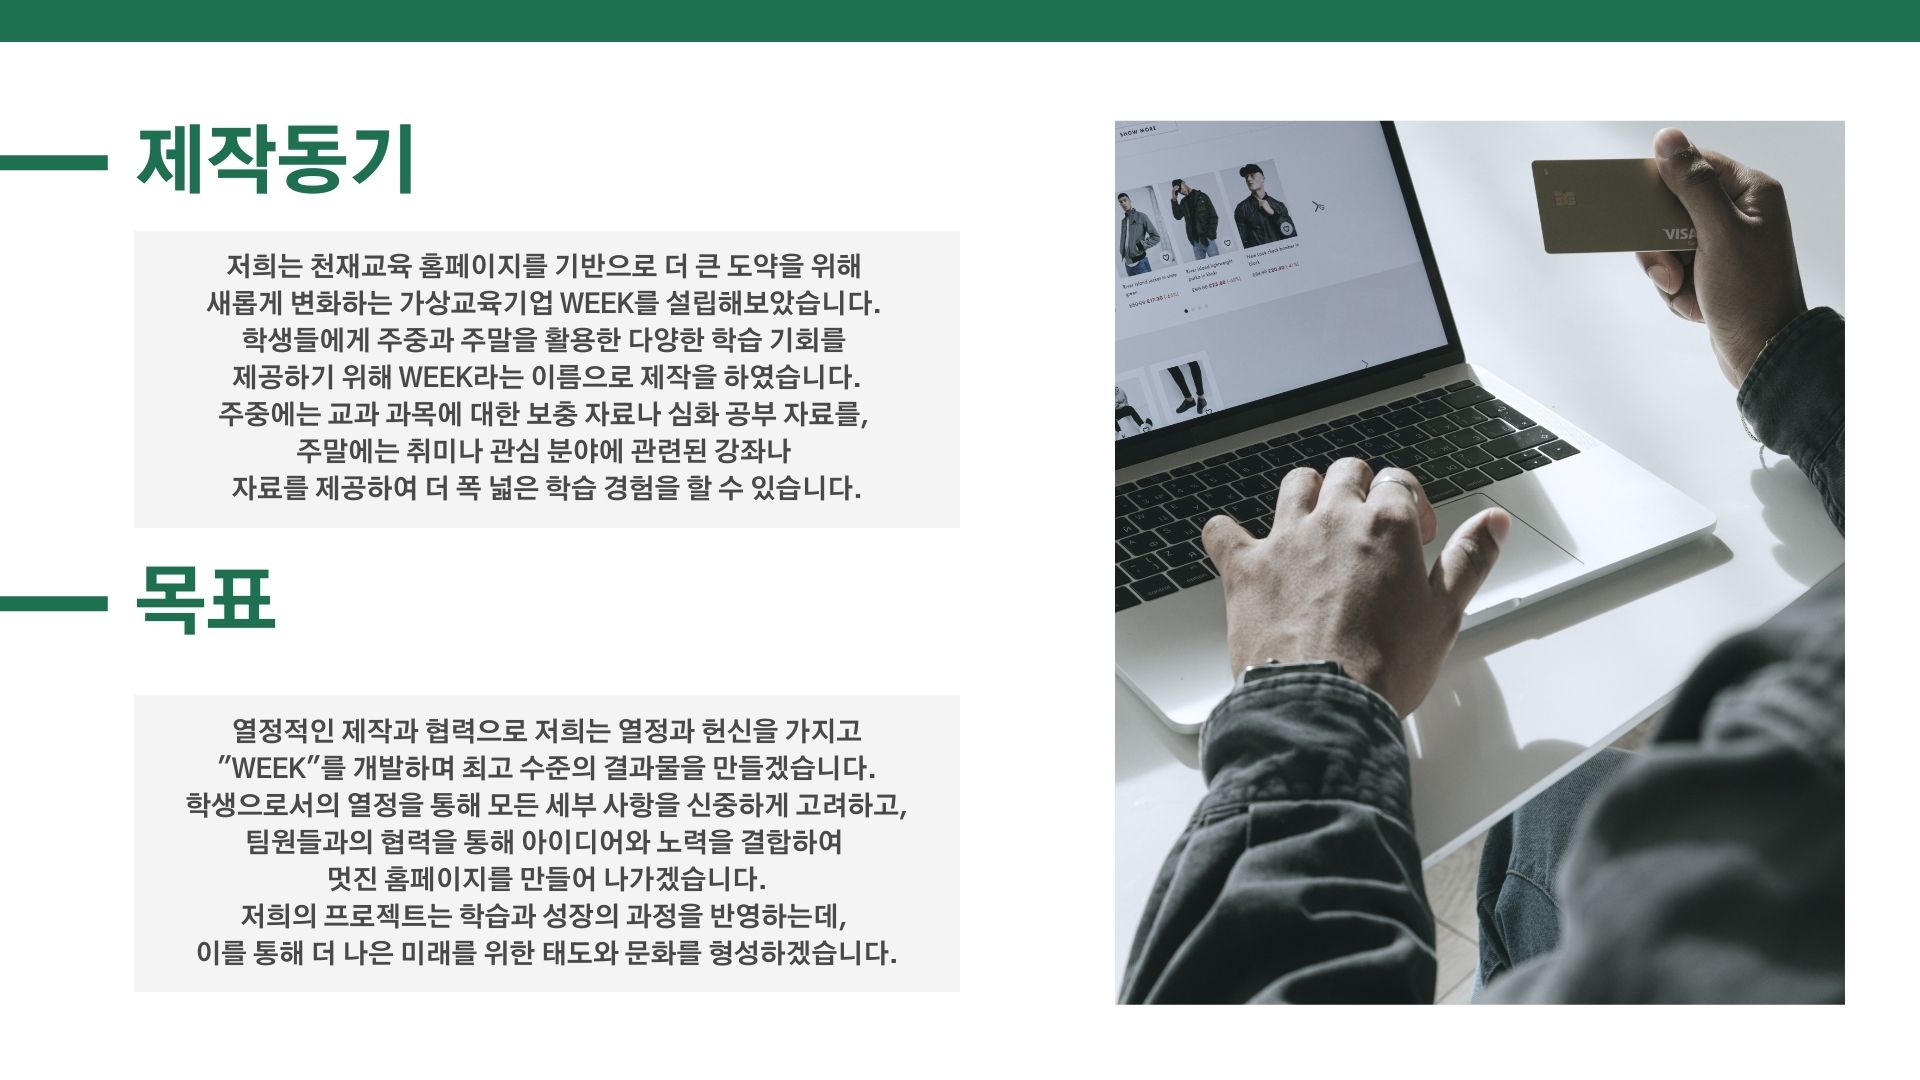 제작동기
저희는 천재교육 홈페이지를 기반으로 더 큰 도약을 위해
새롭게 변화하는 가상교육기업 WEEK를 설립해보았습니다.
학생들에게 주중과 주말을 활용한 다양한 학습 기회를
제공하기 위해 WEEK라는 이름으로 제작을 하였습니다.
주중에는 교과 과목에 대한 보충 자료나 심화 공부 자료를,
주말에는 취미나 관심 분야에 관련된 강좌나
자료를 제공하여 더 폭 넓은 학습 경험을 할 수 있습니다.
목표
열정적인 제작과 협력으로 저희는 열정과 헌신을 가지고
”WEEK”를 개발하며 최고 수준의 결과물을 만들겠습니다.
학생으로서의 열정을 통해 모든 세부 사항을 신중하게 고려하고,
팀원들과의 협력을 통해 아이디어와 노력을 결합하여
멋진 홈페이지를 만들어 나가겠습니다.
저희의 프로젝트는 학습과 성장의 과정을 반영하는데,
이를 통해 더 나은 미래를 위한 태도와 문화를 형성하겠습니다.
SHOW MORE
VISA